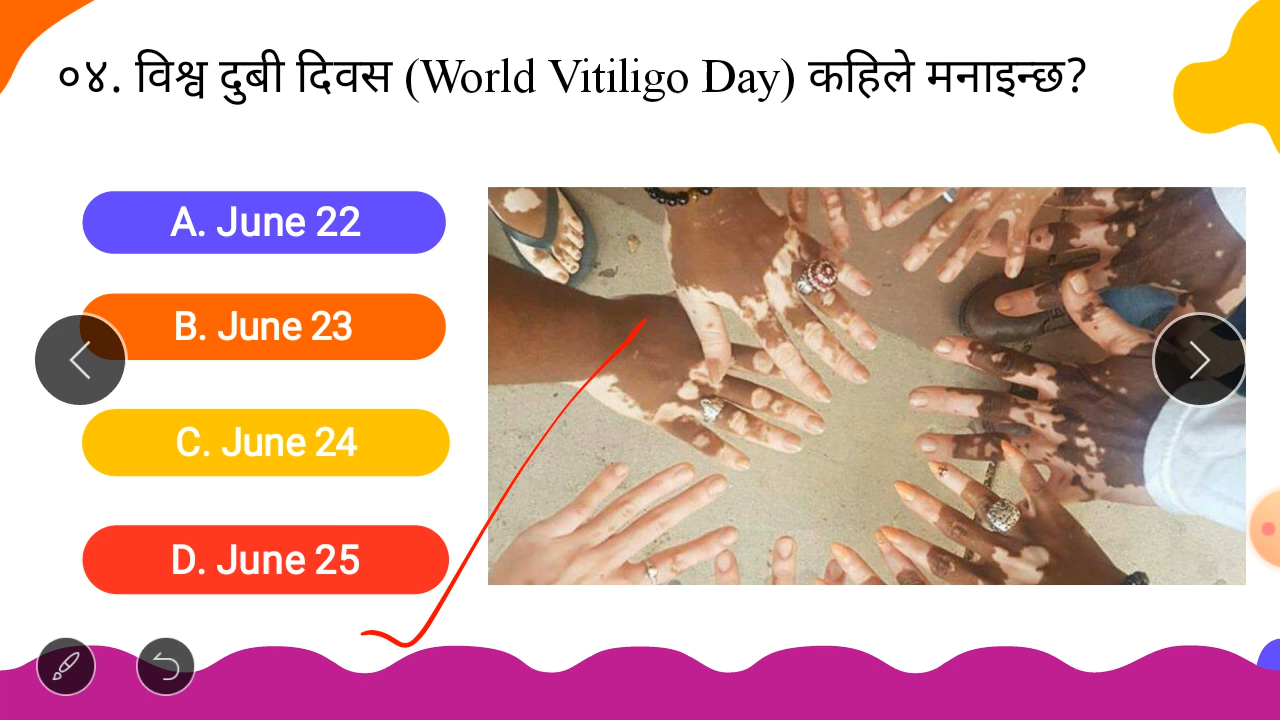 ०४. विश्व दुबी दिवस (World Vitiligo Day) कहिले मनाइन्छ?
A. June 22
B. June 23
C. June 24
D. June 25